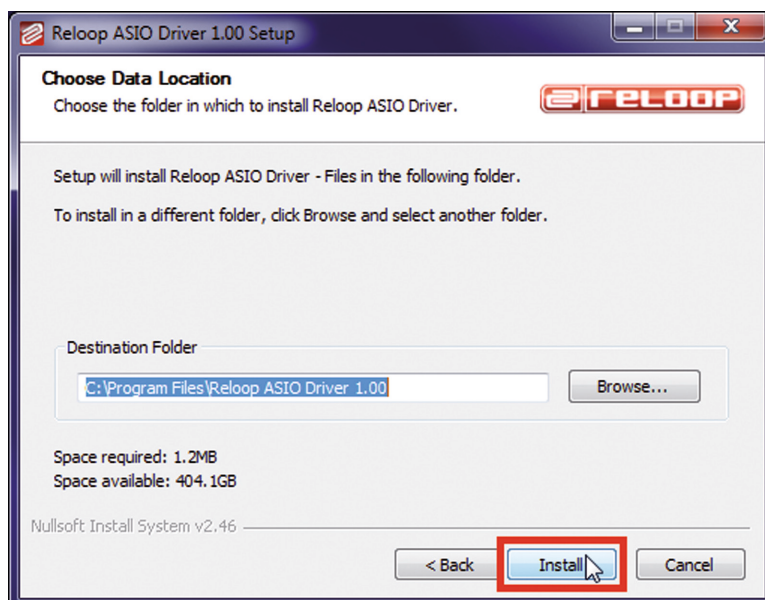 Reloop ASIO Driver 1.00 Setup
Choose Data Location
Choose the folder in which to install Reloop ASIO Driver.
reloop
Setup will install Reloop ASIO Driver - Files in the following folder.
To install in a different folder, click Browse and select another folder.
Destination Folder
C:\Program Files\Reloop ASIO Driver 1.00
Browse...
Space required: 1.2MB
Space available: 404.1GB
Nullsoft Install System v2.46
< Back Install Cancel